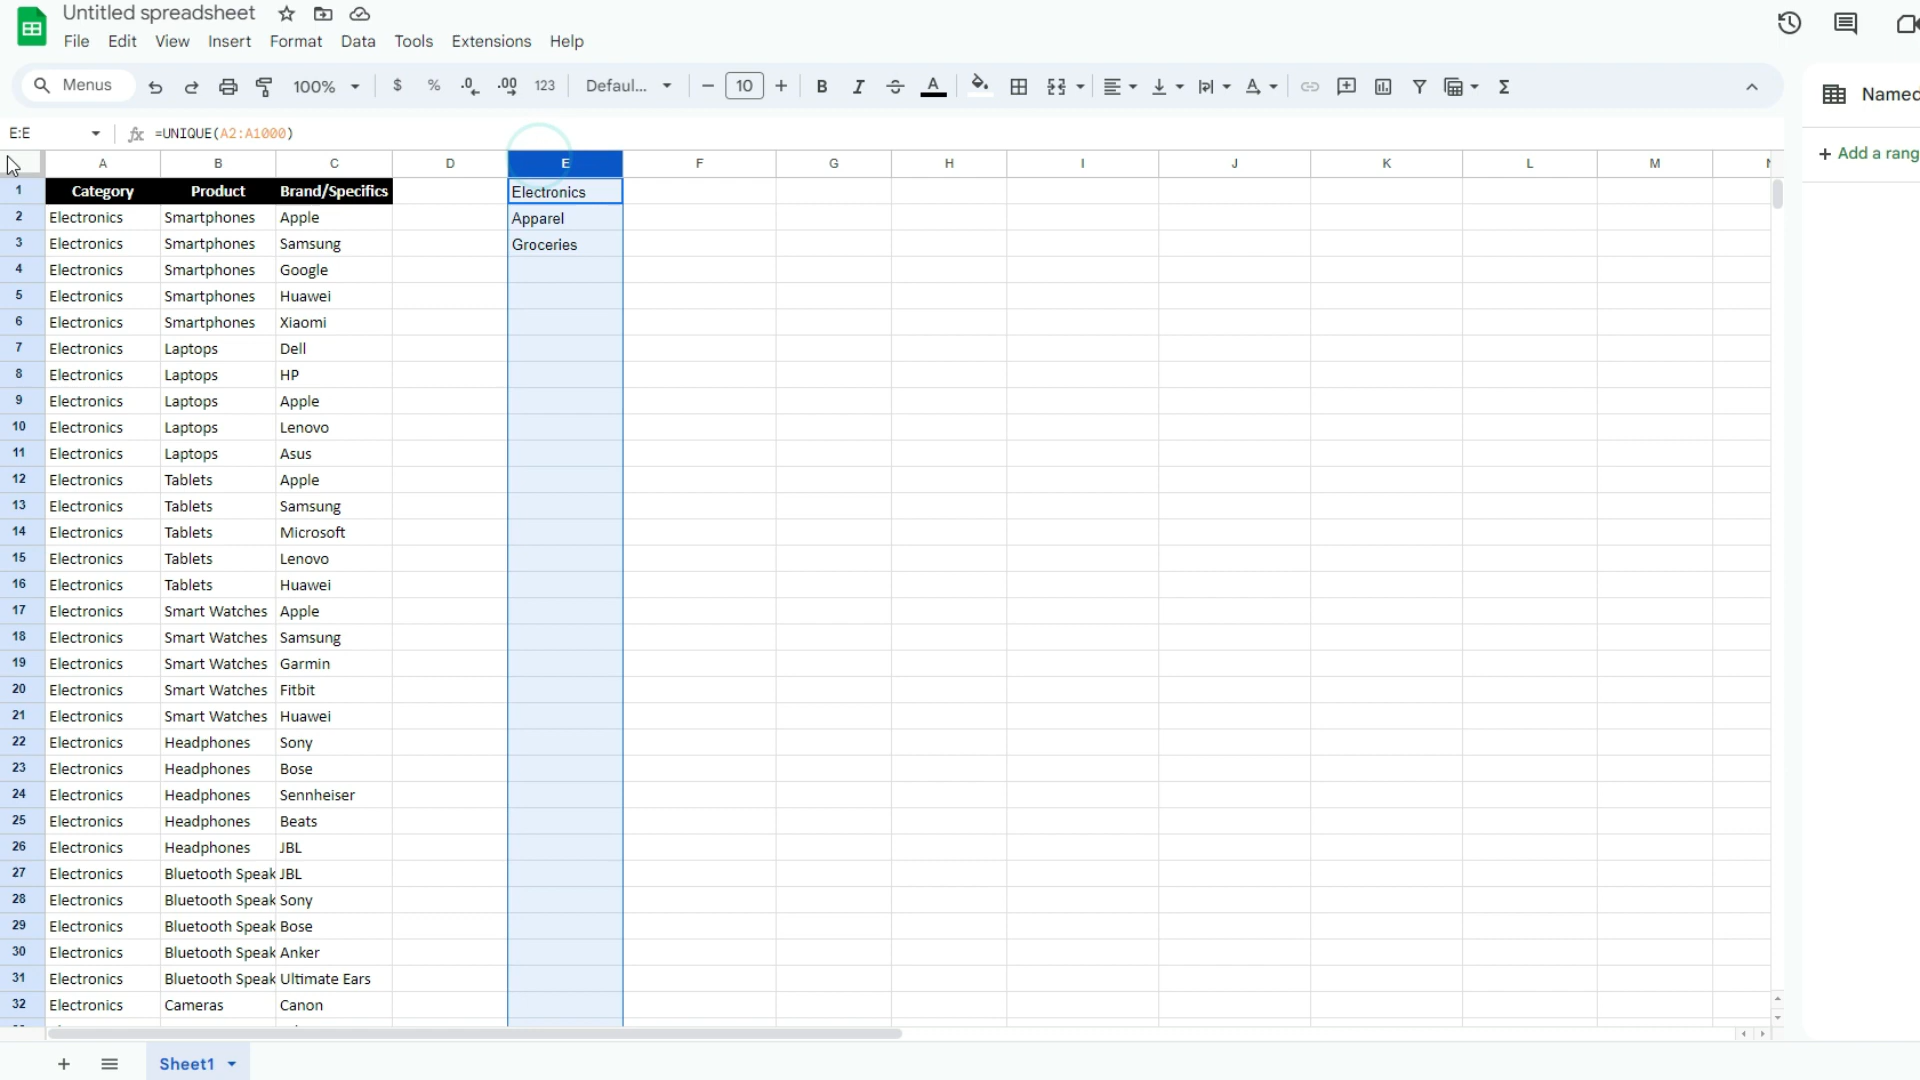 Untitled spreadsheet
File Edit View Insert Format Data Tools Extensions Help
Menus 100% $ % .0 .00 123 Defaul... 10 B I A Σ
Named
E:E fx =UNIQUE(A2:A1000)
+ Add a rang
A B C D E F G H I J K L M
1 Category Product Brand/Specifics Electronics
2 Electronics Smartphones Apple Apparel
3 Electronics Smartphones Samsung Groceries
4 Electronics Smartphones Google
5 Electronics Smartphones Huawei
6 Electronics Smartphones Xiaomi
7 Electronics Laptops Dell
8 Electronics Laptops HP
9 Electronics Laptops Apple
10 Electronics Laptops Lenovo
11 Electronics Laptops Asus
12 Electronics Tablets Apple
13 Electronics Tablets Samsung
14 Electronics Tablets Microsoft
15 Electronics Tablets Lenovo
16 Electronics Tablets Huawei
17 Electronics Smart Watches Apple
18 Electronics Smart Watches Samsung
19 Electronics Smart Watches Garmin
20 Electronics Smart Watches Fitbit
21 Electronics Smart Watches Huawei
22 Electronics Headphones Sony
23 Electronics Headphones Bose
24 Electronics Headphones Sennheiser
25 Electronics Headphones Beats
26 Electronics Headphones JBL
27 Electronics Bluetooth Speak JBL
28 Electronics Bluetooth Speak Sony
29 Electronics Bluetooth Speak Bose
30 Electronics Bluetooth Speak Anker
31 Electronics Bluetooth Speak Ultimate Ears
32 Electronics Cameras Canon
Sheet1